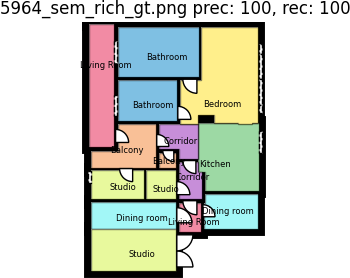 5964_sem_rich_gt.png prec: 100, rec: 100
Living Room
Bathroom
Bathroom
Bedroom
Corridor
Balcony
Balcony
Kitchen
Corridor
Studio
Studio
Dining room
Dining room
Living Room
Studio